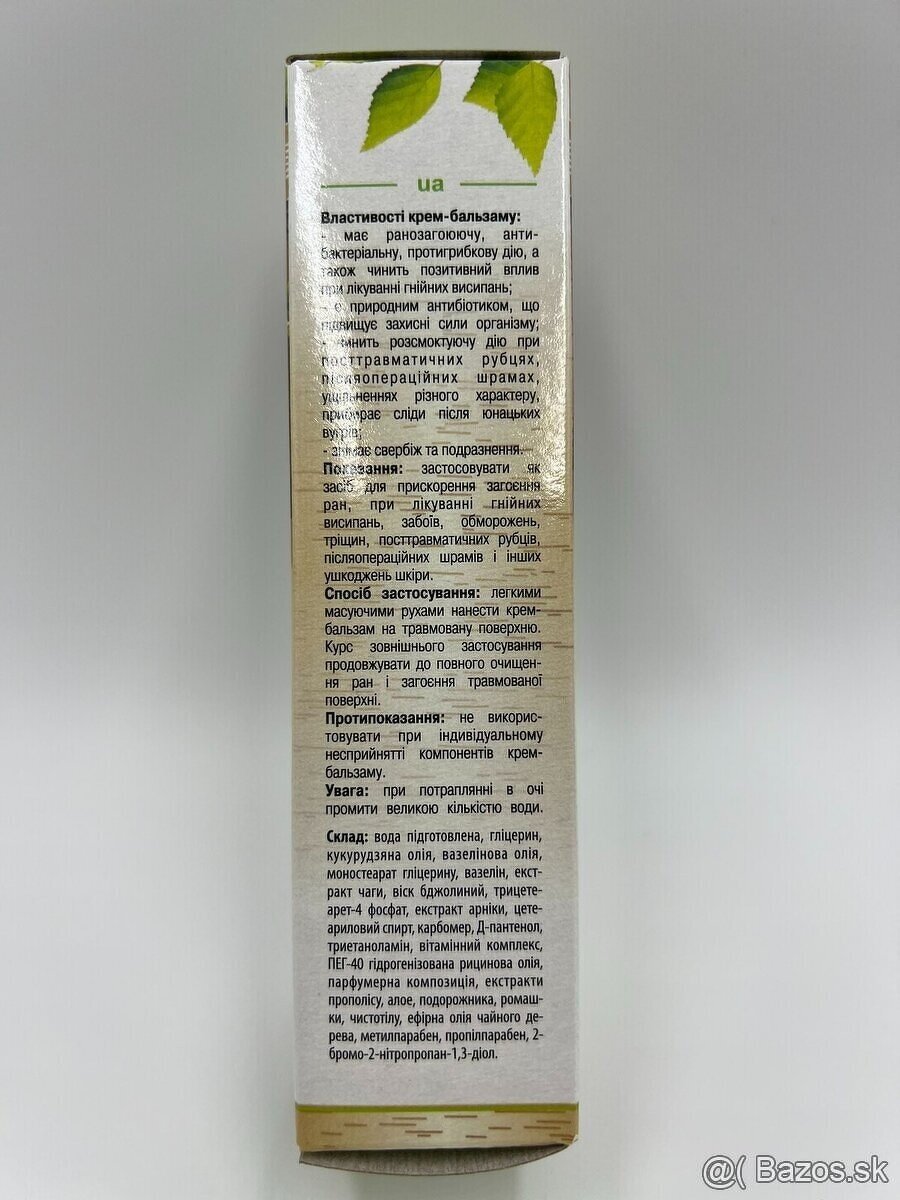 ua
Властивості крем-бальзаму:
- має ранозагоюючу, анти-
бактеріальну, протигрибкову дію, а
також чинить позитивний вплив
при лікуванні гнійних висипань;
- є природним антибіотиком, що
підвищує захисні сили організму;
- чинить розсмоктуючу дію при
посттравматичних рубцях,
післяопераційних шрамах,
ущільненнях різного характеру,
прибирає сліди після юнацьких
вугрів;
- знімає свербіж та подразнення.
Показання: застосовувати як
засіб для прискорення загоєння
ран, при лікуванні гнійних
висипань, забоїв, обморожень,
тріщин, посттравматичних рубців,
післяопераційних шрамів і інших
ушкоджень шкіри.
Спосіб застосування: легкими
масуючими рухами нанести крем-
бальзам на травмовану поверхню.
Курс зовнішнього застосування
продовжувати до повного очищен-
ня ран і загоєння травмованої
поверхні.
Протипоказання: не викорис-
товувати при індивідуальному
несприйнятті компонентів крем-
бальзаму.
Увага: при потраплянні в очі
промити великою кількістю води.
Склад: вода підготовлена, гліцерин,
кукурудзяна олія, вазелінова олія,
моностеарат гліцерину, вазелін, екст-
ракт чаги, віск бджолиний, трицете-
арет-4 фосфат, екстракт арніки, цете-
ариловий спирт, карбомер, Д-пантенол,
триетаноламін, вітамінний комплекс,
ПЕГ-40 гідрогенізована рицинова олія,
парфумерна композиція, екстракти
прополісу, алое, подорожника, ромаш-
ки, чистотілу, ефірна олія чайного де-
рева, метилпарабен, пропілпарабен, 2-
бромо-2-нітропропан-1,3-діол.
@( Bazos.sk